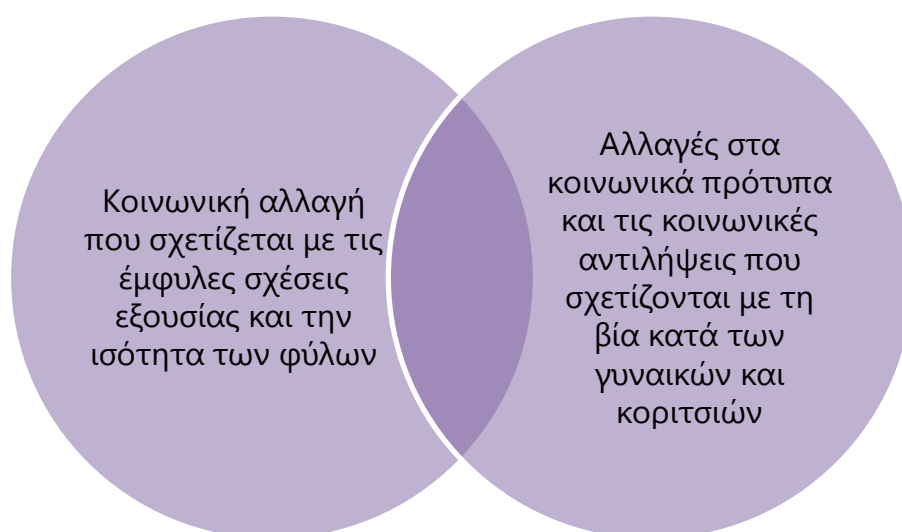 Κοινωνική αλλαγή
που σχετίζεται με τις
έμφυλες σχέσεις
εξουσίας και την
ισότητα των φύλων
Αλλαγές στα
κοινωνικά πρότυπα
και τις κοινωνικές
αντιλήψεις που
σχετίζονται με τη
βία κατά των
γυναικών και
κοριτσιών